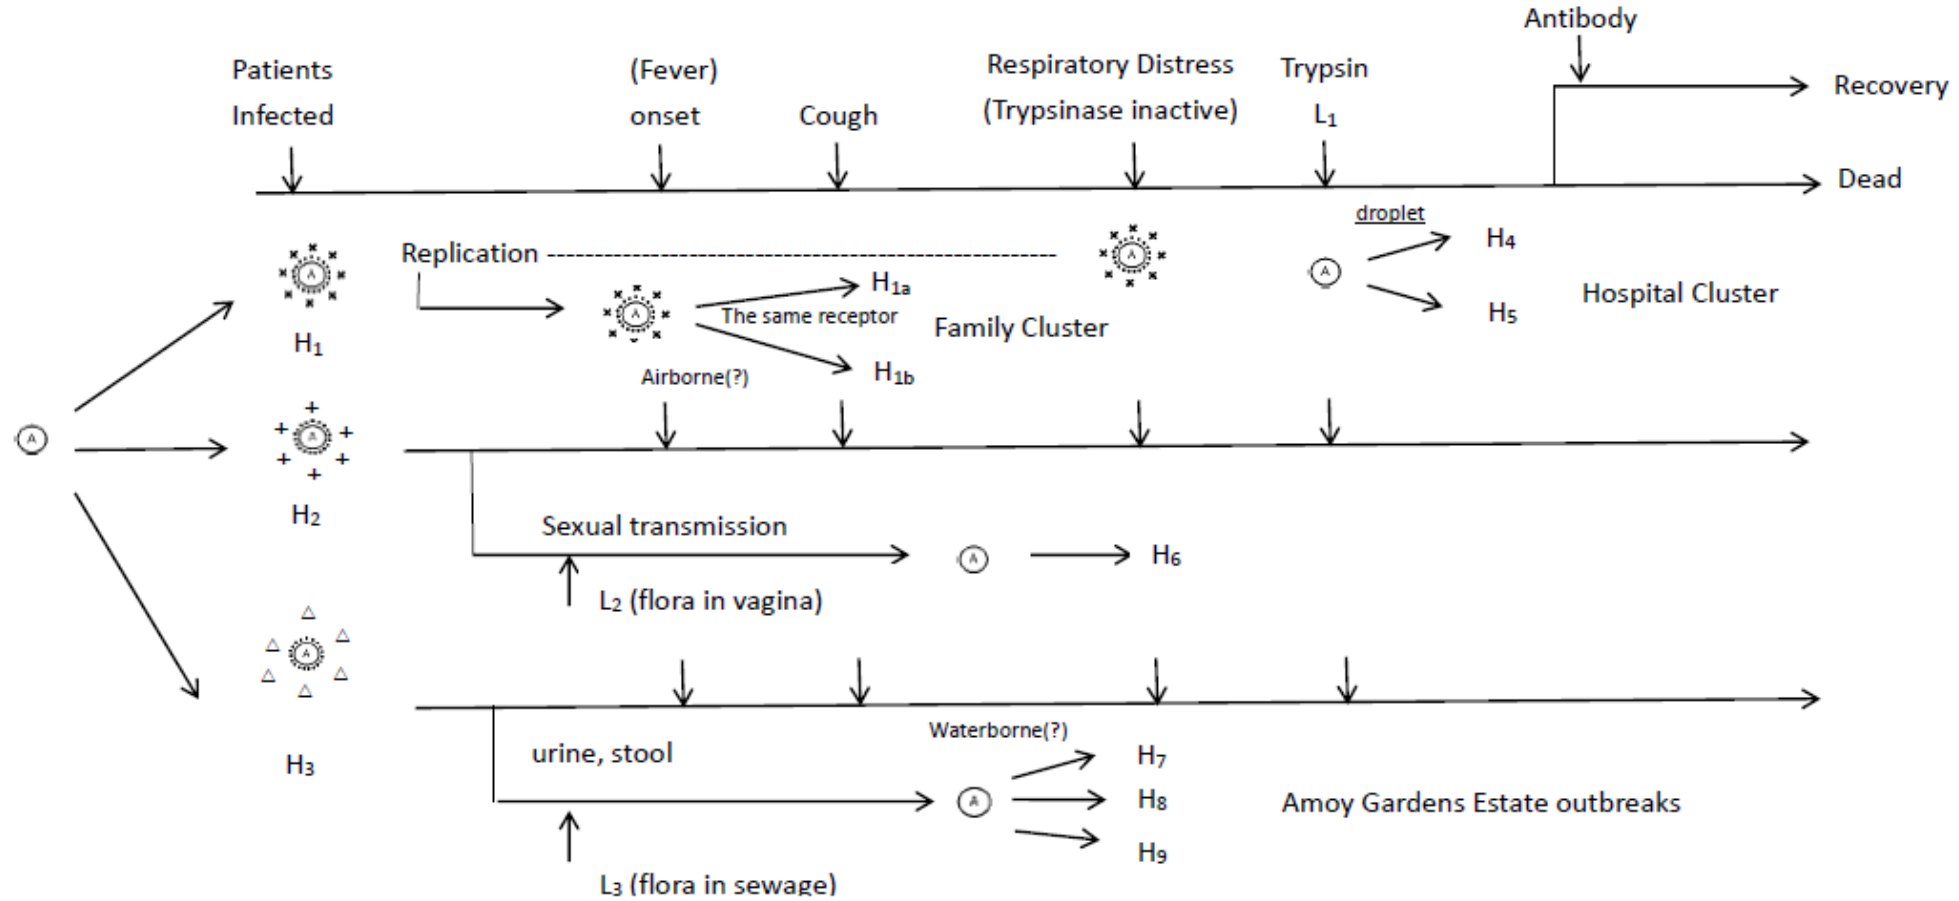 Antibody
Patients
Infected
(Fever)
onset
Cough
Respiratory Distress
(Trypsinase inactive)
Trypsin
L1
Recovery
Dead
droplet
Replication
A
A
A
A
H1
H1a
The same receptor
H1b
Family Cluster
H4
H5
Hospital Cluster
Airborne(?)
A
A
H2
Sexual transmission
A
H6
L2 (flora in vagina)
A
H3
Waterborne(?)
urine, stool
A
H7
H8
H9
Amoy Gardens Estate outbreaks
L3 (flora in sewage)